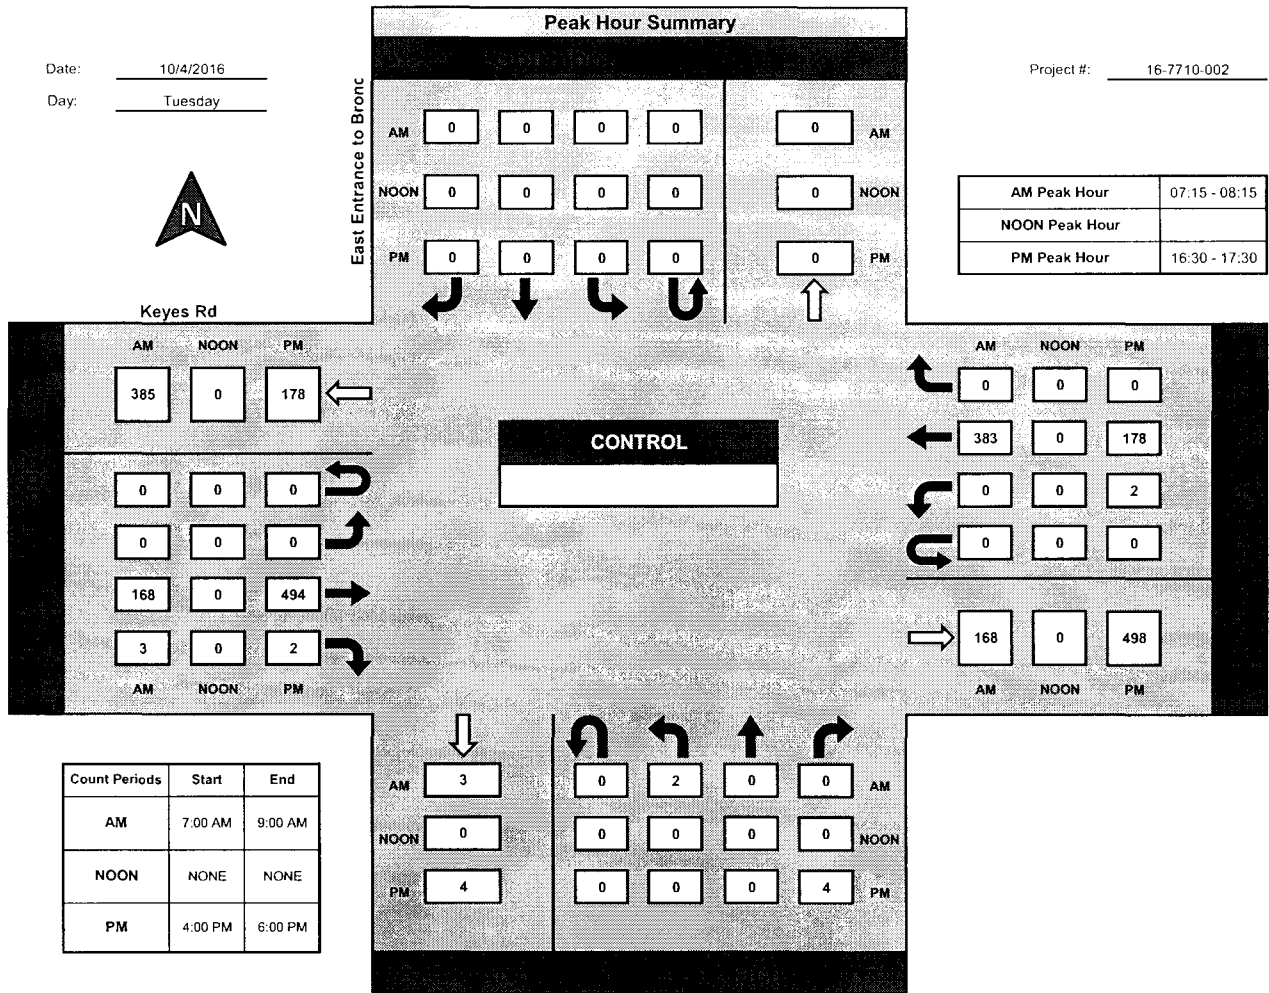 Peak Hour Summary
Date: 10/4/2016
Day: Tuesday
Project #: 16-7710-002
N
East Entrance to Bronc
AM 0 0 0 0 0 AM
NOON 0 0 0 0 0 NOON
PM 0 0 0 0 0 PM
AM Peak Hour 07:15 - 08:15
NOON Peak Hour
PM Peak Hour 16:30 - 17:30
Keyes Rd
AM NOON PM
385 0 178
0 0 0
0 0 0
168 0 494
3 0 2
AM NOON PM
CONTROL
AM NOON PM
0 0 0
383 0 178
0 0 2
0 0 0
168 0 498
AM NOON PM
AM 3 0 2 0 0 AM
NOON 0 0 0 0 0 NOON
PM 4 0 0 0 4 PM
Count Periods Start End
AM 7:00 AM 9:00 AM
NOON NONE NONE
PM 4:00 PM 6:00 PM